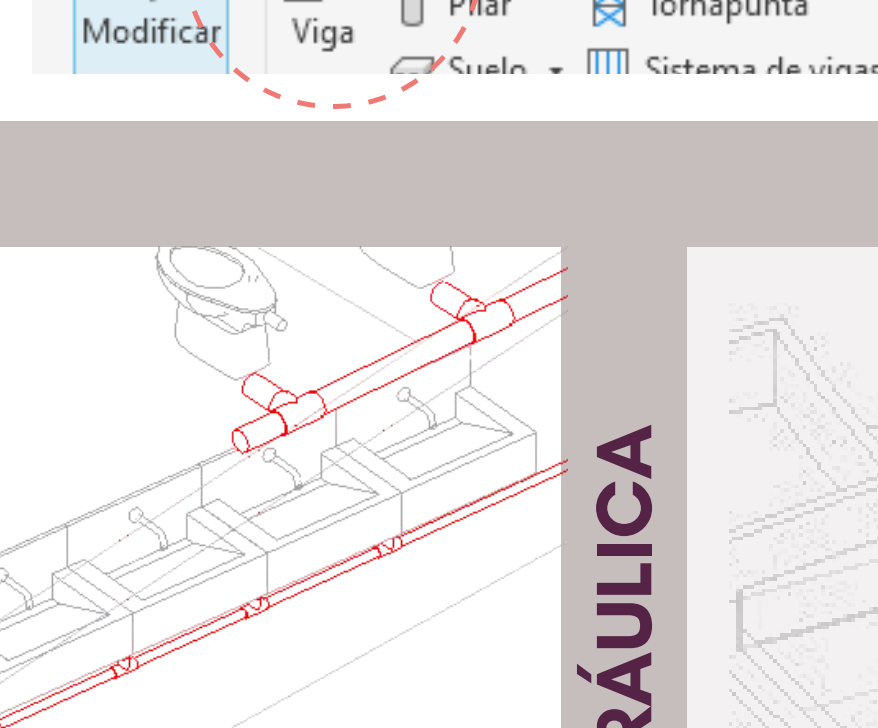 Modificar
Viga
Pilar
Tornapunta
Suelo
Sistema de vigas
RÁULICA